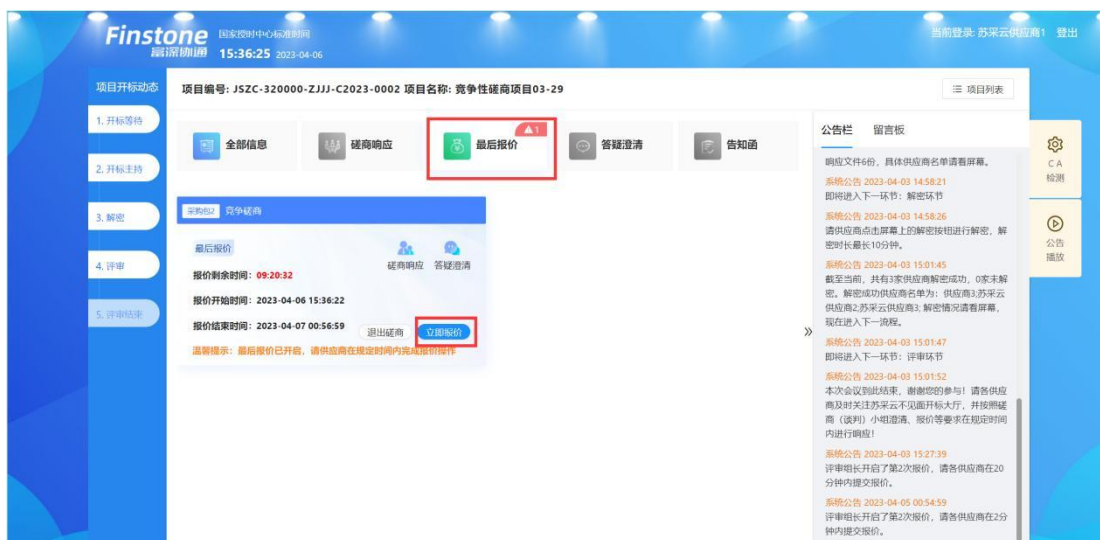 Finstone
富深协通
国家授时中心标准时间
15:36:25 2023-04-06
当前登录: 苏采云供应商1 登出
项目开标动态
1. 开标等待
2. 开标主持
3. 解密
4. 评审
5. 评审结束
项目编号: JSZC-320000-ZJJJ-C2023-0002 项目名称: 竞争性磋商项目03-29
项目列表
全部信息
磋商响应
最后报价
1
答疑澄清
告知函
采购包2 竞争磋商
最后报价
磋商响应 答疑澄清
报价剩余时间: 09:20:32
报价开始时间: 2023-04-06 15:36:22
报价结束时间: 2023-04-07 00:56:59
退出磋商 立即报价
温馨提示: 最后报价已开启, 请供应商在规定时间内完成报价操作
公告栏 留言板
响应文件6份, 具体供应商名单请看屏幕。
系统公告 2023-04-03 14:58:21
即将进入下一环节: 解密环节
系统公告 2023-04-03 14:58:26
请供应商点击屏幕上的解密按钮进行解密, 解
密时长最长10分钟。
系统公告 2023-04-03 15:01:45
截至当前, 共有3家供应商解密成功, 0家未解
密。解密成功供应商名单为: 供应商3;苏采云
供应商2;苏采云供应商3; 解密情况请看屏幕,
现在进入下一流程。
系统公告 2023-04-03 15:01:47
即将进入下一环节: 评审环节
系统公告 2023-04-03 15:01:52
本次会议到此结束, 谢谢您的参与! 请各供应
商及时关注苏采云不见面开标大厅, 并按照磋
商 (谈判) 小组澄清、报价等要求在规定时间
内进行响应!
系统公告 2023-04-03 15:27:39
评审组长开启了第2次报价, 请各供应商在20
分钟内提交报价。
系统公告 2023-04-05 00:54:59
评审组长开启了第2次报价, 请各供应商在2分
钟内提交报价。
CA
检测
公告
播放